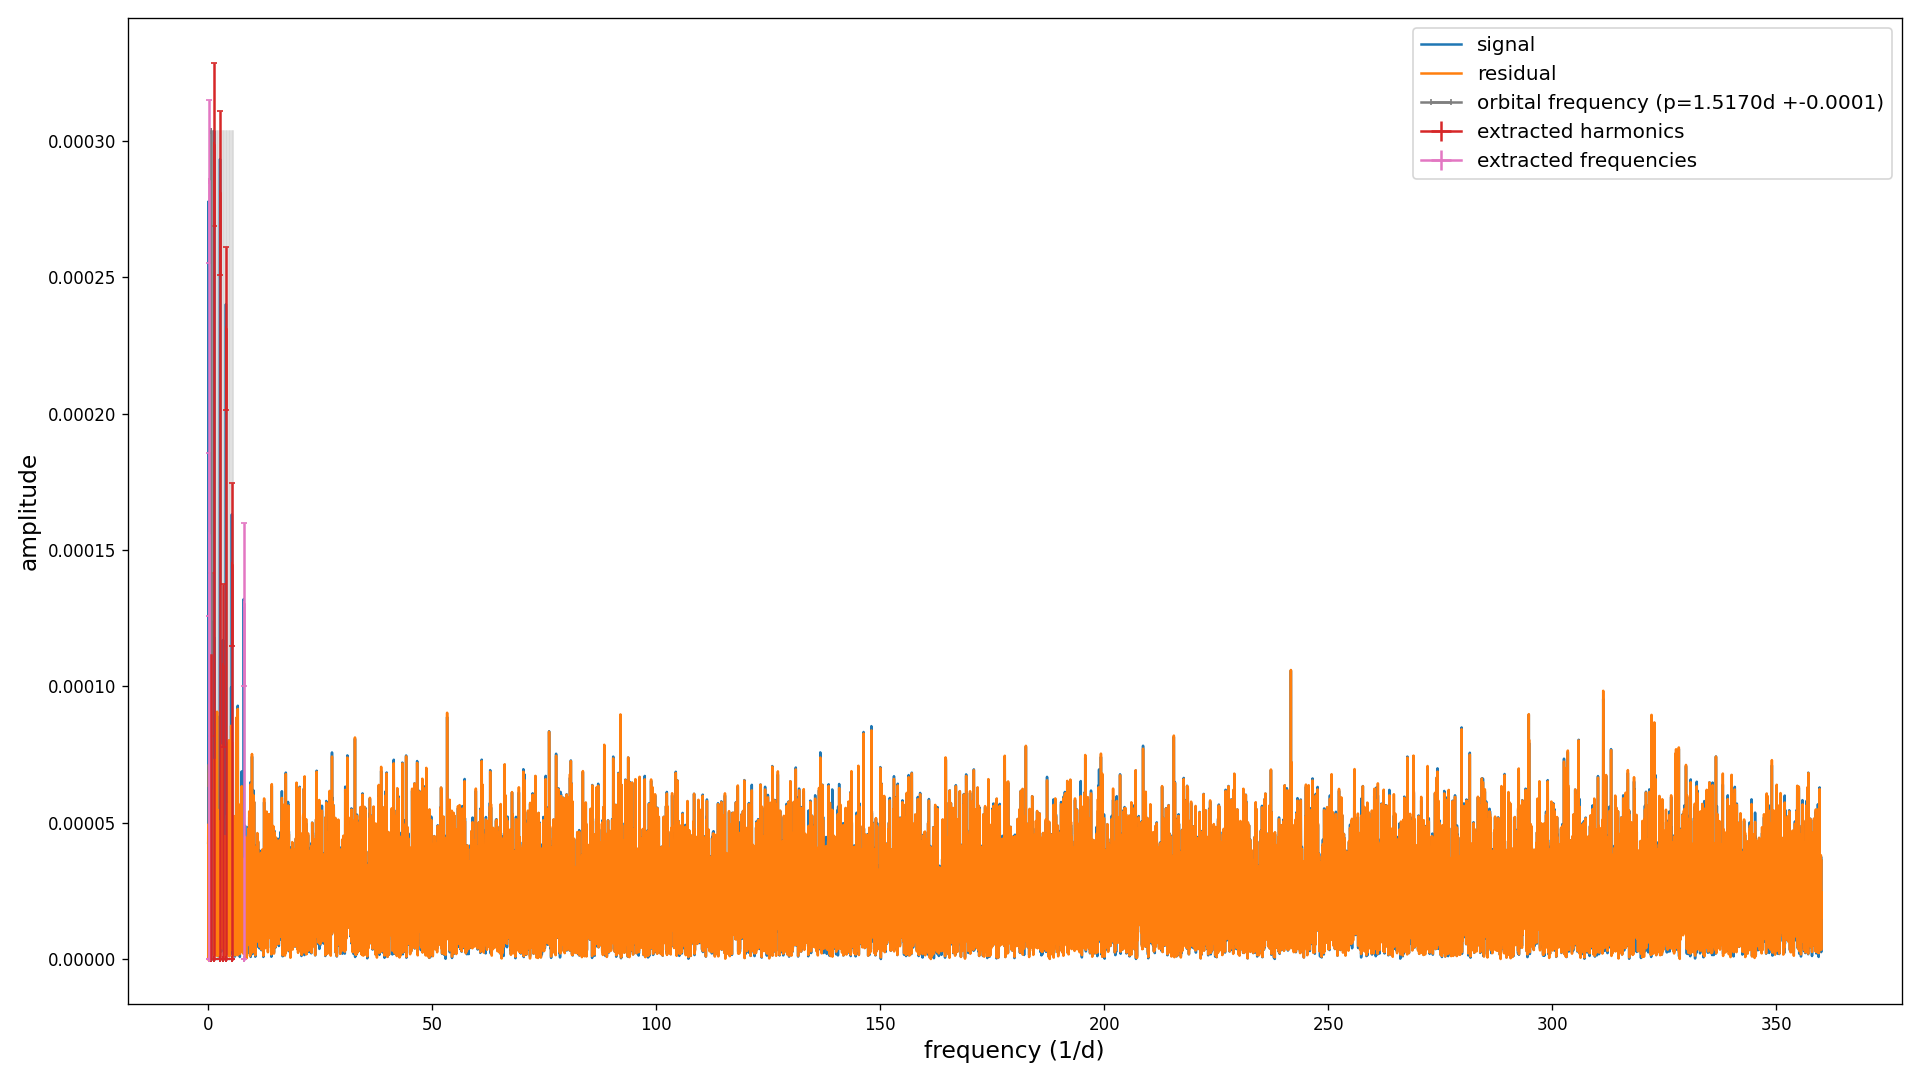 signal
residual
orbital frequency (p=1.5170d +-0.0001)
extracted harmonics
extracted frequencies
amplitude
0.00030
0.00025
0.00020
0.00015
0.00010
0.00005
0.00000
0 50 100 150 200 250 300 350
frequency (1/d)